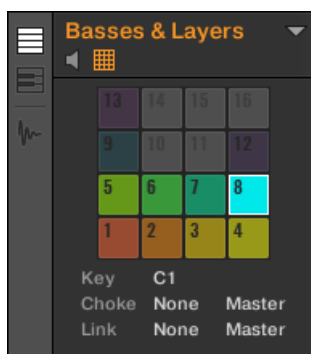 Basses & Layers
13 14 15 16
9 10 11 12
5 6 7 8
1 2 3 4
Key C1
Choke None Master
Link None Master